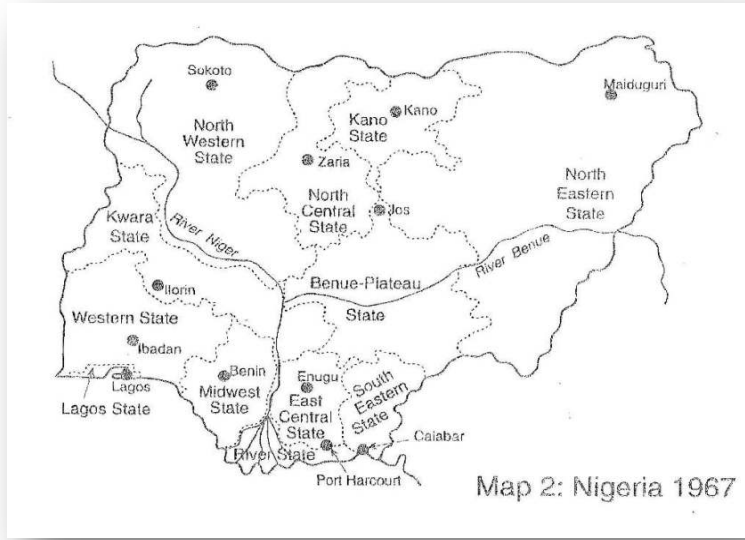 Sokoto
North
Western
State
Kano
Kano
State
Zaria
North
Central
State
Jos
Maiduguri
North
Eastern
State
Kwara
State
River Niger
River Benue
Benue-Plateau
State
Ilorin
Western State
Ibadan
Lagos
Lagos State
Benin
Midwest
State
Enugu
East
Central
State
South
Eastern
State
River State
Calabar
Port Harcourt
Map 2: Nigeria 1967